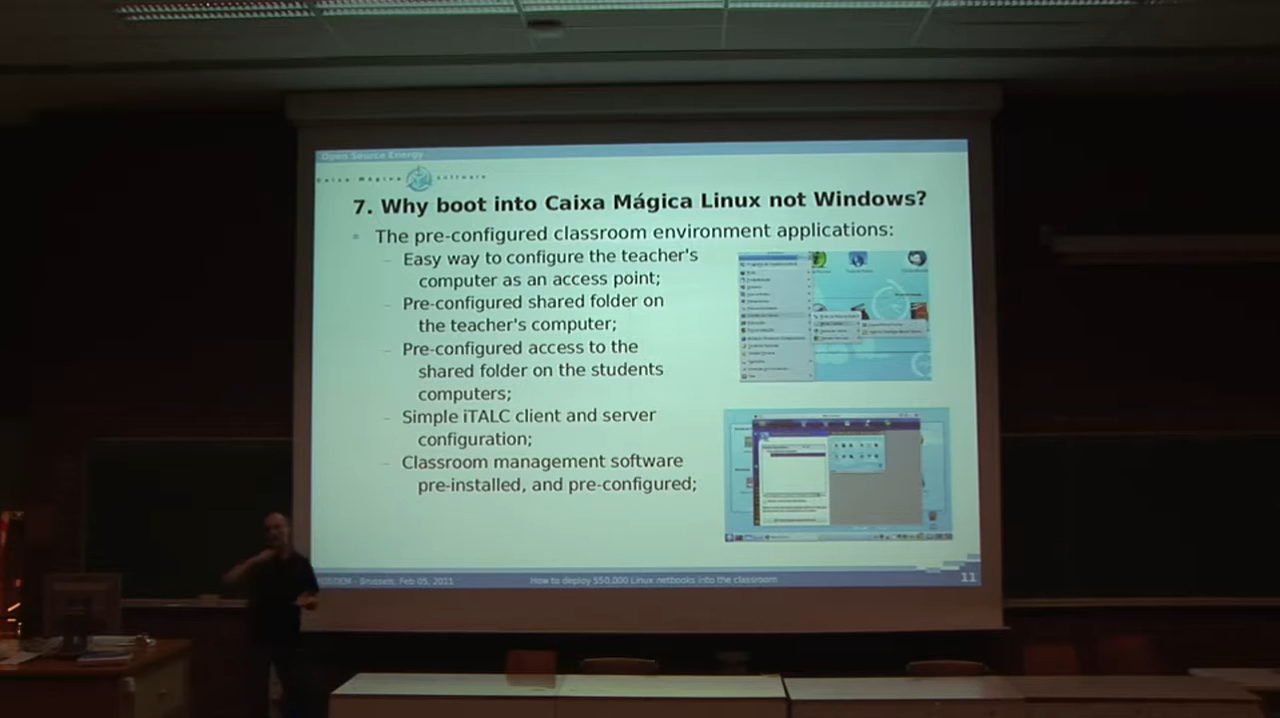 Open Source Energy
Caixa Mágica Software
7. Why boot into Caixa Mágica Linux not Windows?
The pre-configured classroom environment applications:
– Easy way to configure the teacher's
computer as an access point;
– Pre-configured shared folder on
the teacher's computer;
– Pre-configured access to the
shared folder on the students
computers;
– Simple iTALC client and server
configuration;
– Classroom management software
pre-installed, and pre-configured;
FOSDEM - Brussels, Feb 05, 2011
How to deploy 550,000 Linux netbooks into the classroom
11